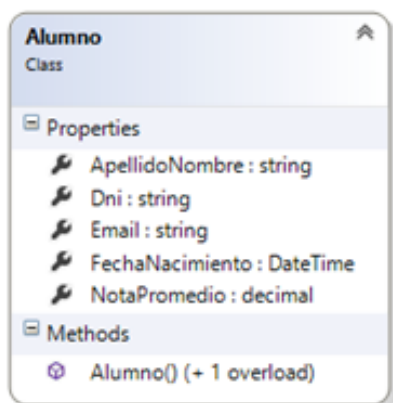 Alumno
Class
Properties
ApellidoNombre : string
Dni : string
Email : string
FechaNacimiento : DateTime
NotaPromedio : decimal
Methods
Alumno() (+ 1 overload)